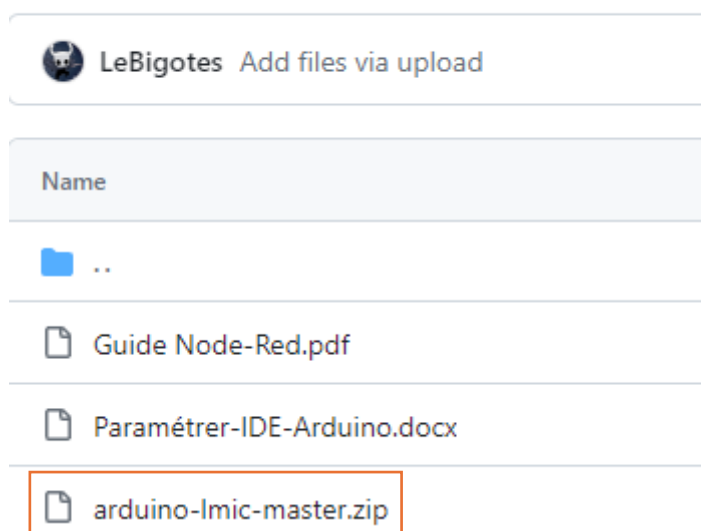 LeBigotes Add files via upload
Name
..
Guide Node-Red.pdf
Paramétrer-IDE-Arduino.docx
arduino-lmic-master.zip